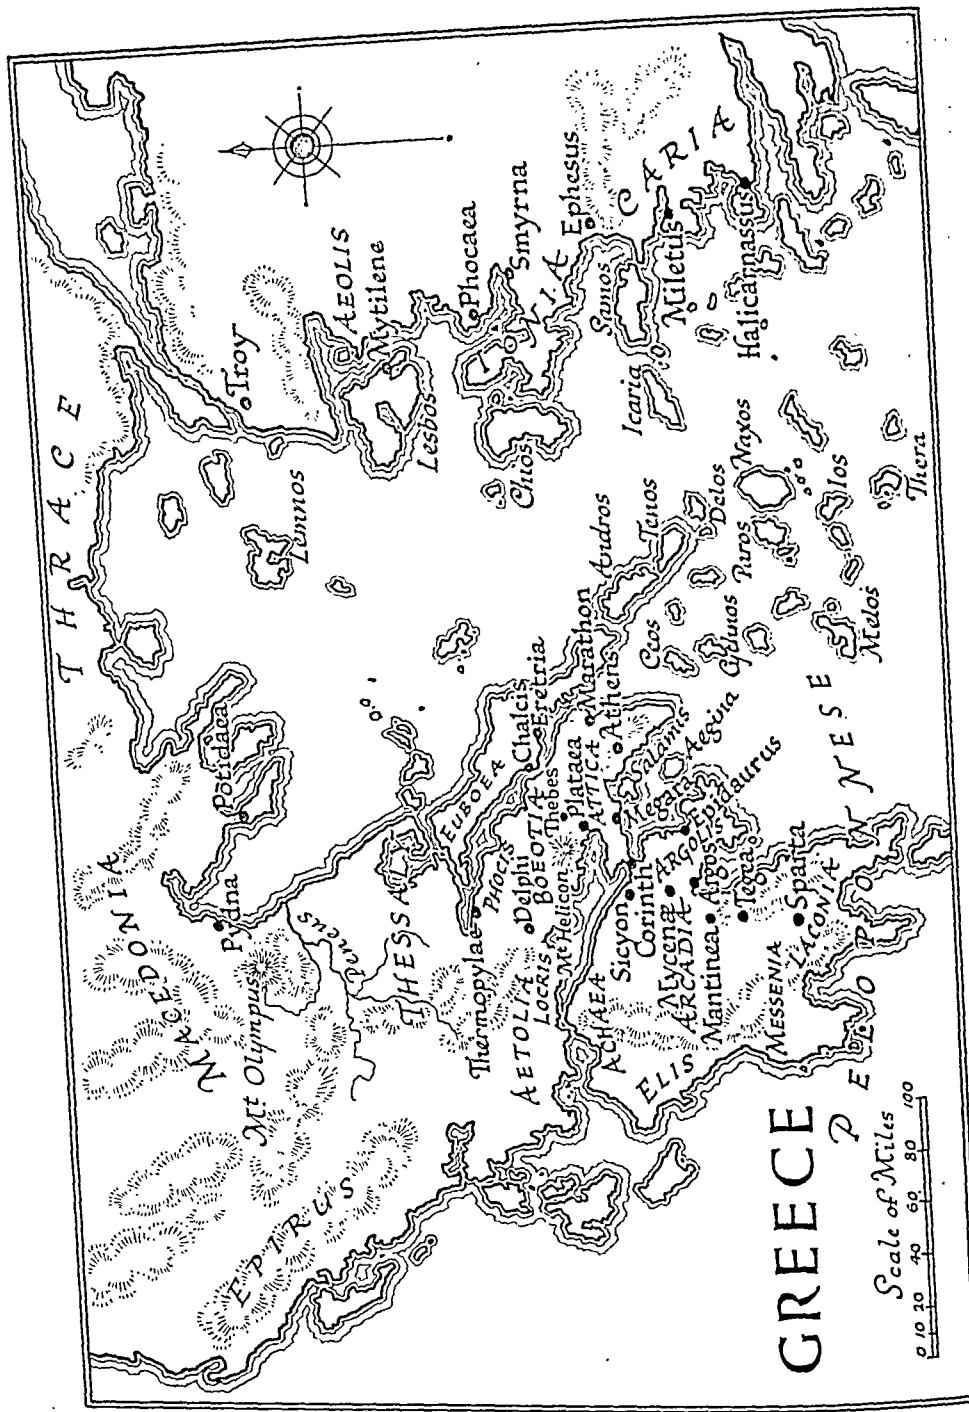 THRACE
MACEDONIA
Potidaea
Pydna
Mt. Olympus
Peneus
EPIRUS
Lemnos
Troy
AEOLIS
Mytilene
Lesbos
THESSALY
EUBOEA
Phocaea
Smyrna
IONIA
Chios
Thermopylae
PHOCIS
Chalcis
Eretria
Delphi
AETOLIA
LOCRIS
BOEOTIA
Mt Helicon
Thebes
Plataea
Marathon
ATTICA
Athens
Andros
Ephesus
Samos
Icaria
CARIA
Miletus
Halicarnassus
ACHAEA
Sicyon
Corinth
Megara
Salamis
Aegina
Ceos
Tenos
Delos
ELIS
Mycenæ
ARGOLIS
Epidaurus
ARCADIA
Argos
Mantinea
Tegea
Cythnos
Paros
Naxos
MESSENIA
Sparta
LACONIA
Melos
Ios
Thera
PELOPONNESE
GREECE
Scale of Miles
0 10 20 40 60 80 100